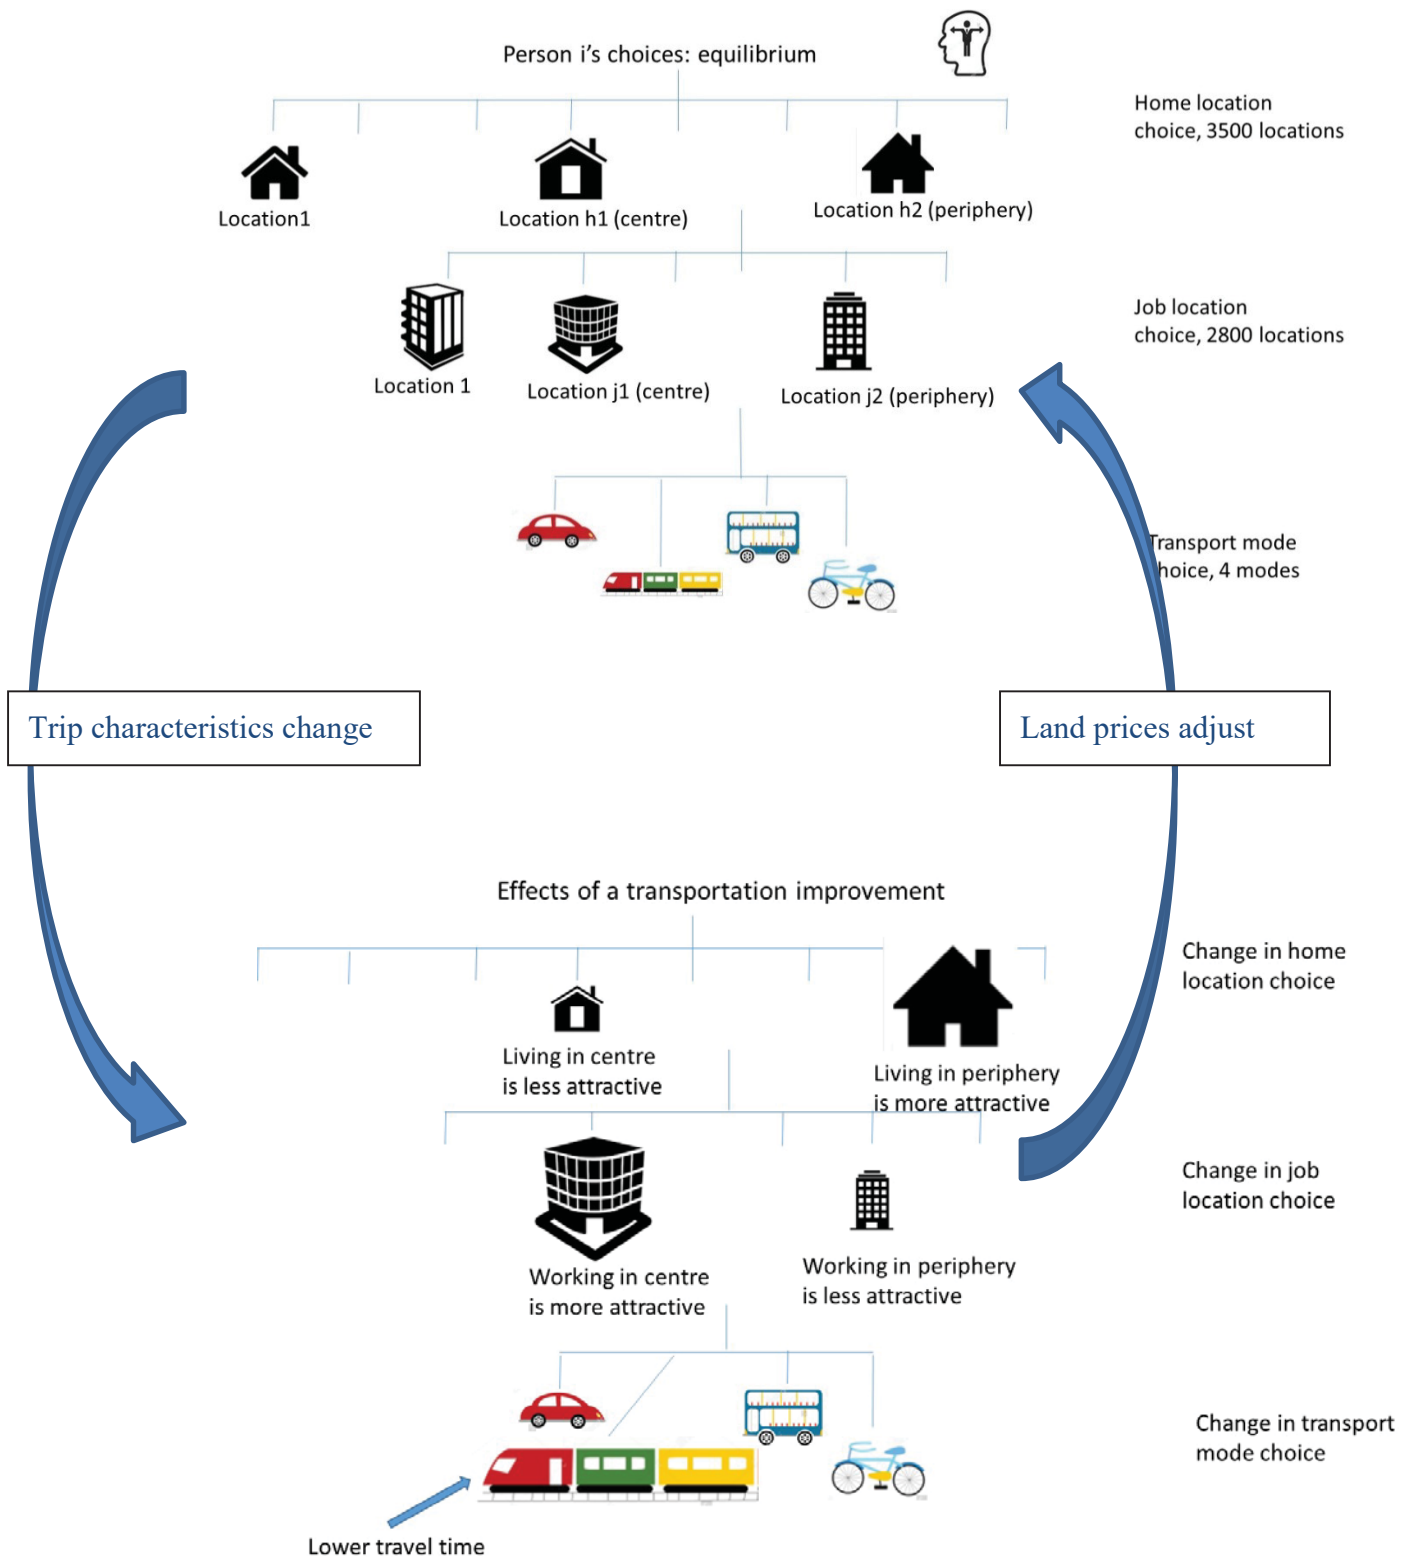 Person i's choices: equilibrium
Home location
choice, 3500 locations
Location1
Location h1 (centre)
Location h2 (periphery)
Job location
choice, 2800 locations
Location 1
Location j1 (centre)
Location j2 (periphery)
Transport mode
hoice, 4 modes
Trip characteristics change
Land prices adjust
Effects of a transportation improvement
Change in home
location choice
Living in centre
is less attractive
Living in periphery
is more attractive
Change in job
location choice
Working in centre
is more attractive
Working in periphery
is less attractive
Change in transport
mode choice
Lower travel time